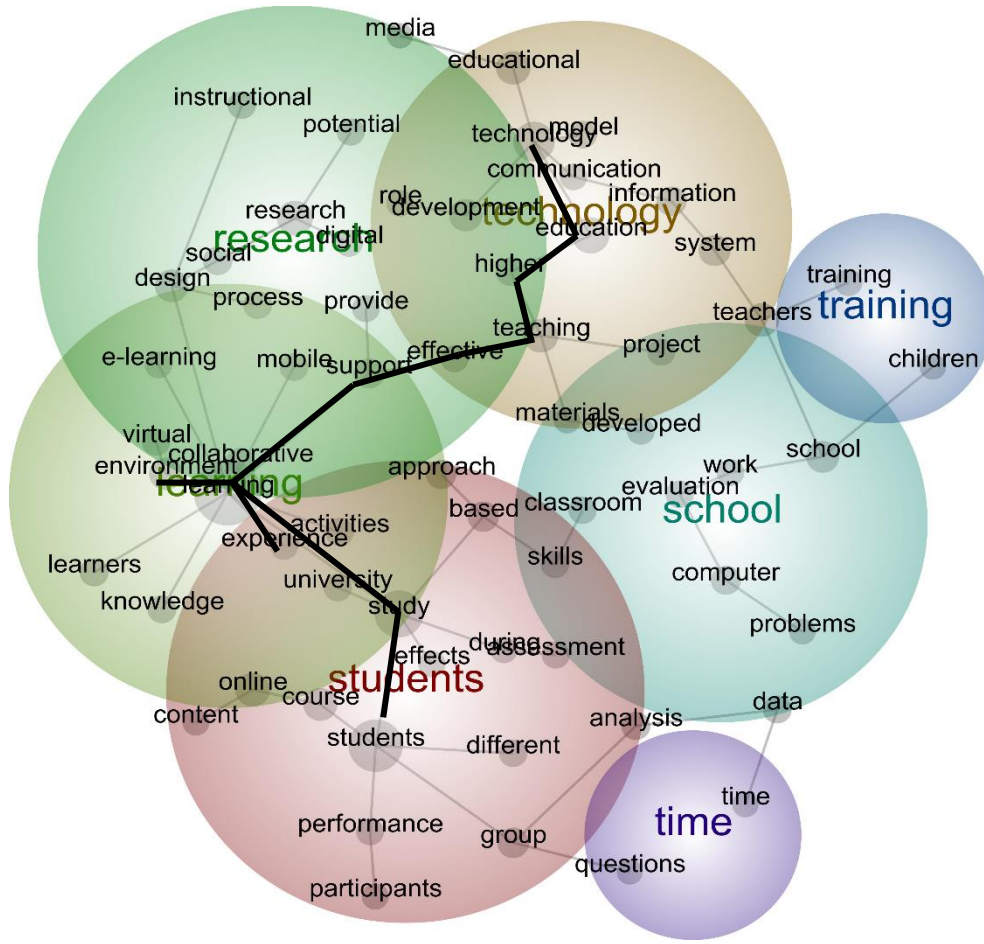 media
educational
instructional
potential
technology
model
communication
information
role
development
technology
research
education
research
digital
system
social
higher
design
training
process
provide
training
teachers
teaching
e-learning
mobile
support
effective
project
children
materials
developed
virtual
collaborative
environment
approach
work
school
learning
learning
evaluation
based
classroom
school
activities
experience
skills
learners
university
computer
knowledge
study
problems
during
assessment
effects
online
students
course
content
analysis
data
students
different
time
performance
group
time
questions
participants